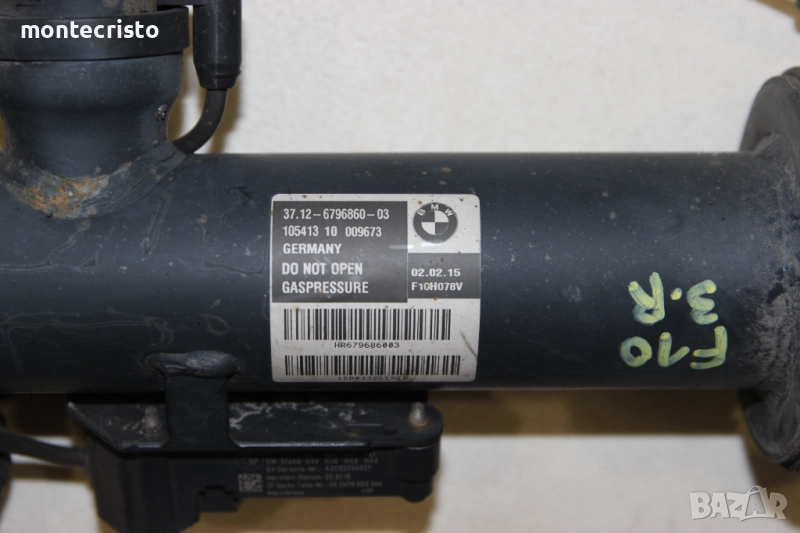 montecristo
37.12-6796860-03
105413 10 009673
GERMANY
DO NOT OPEN
GASPRESSURE
BMW
02.02.15
F10H078V
HR679686003
F10
3.R
BAZAR